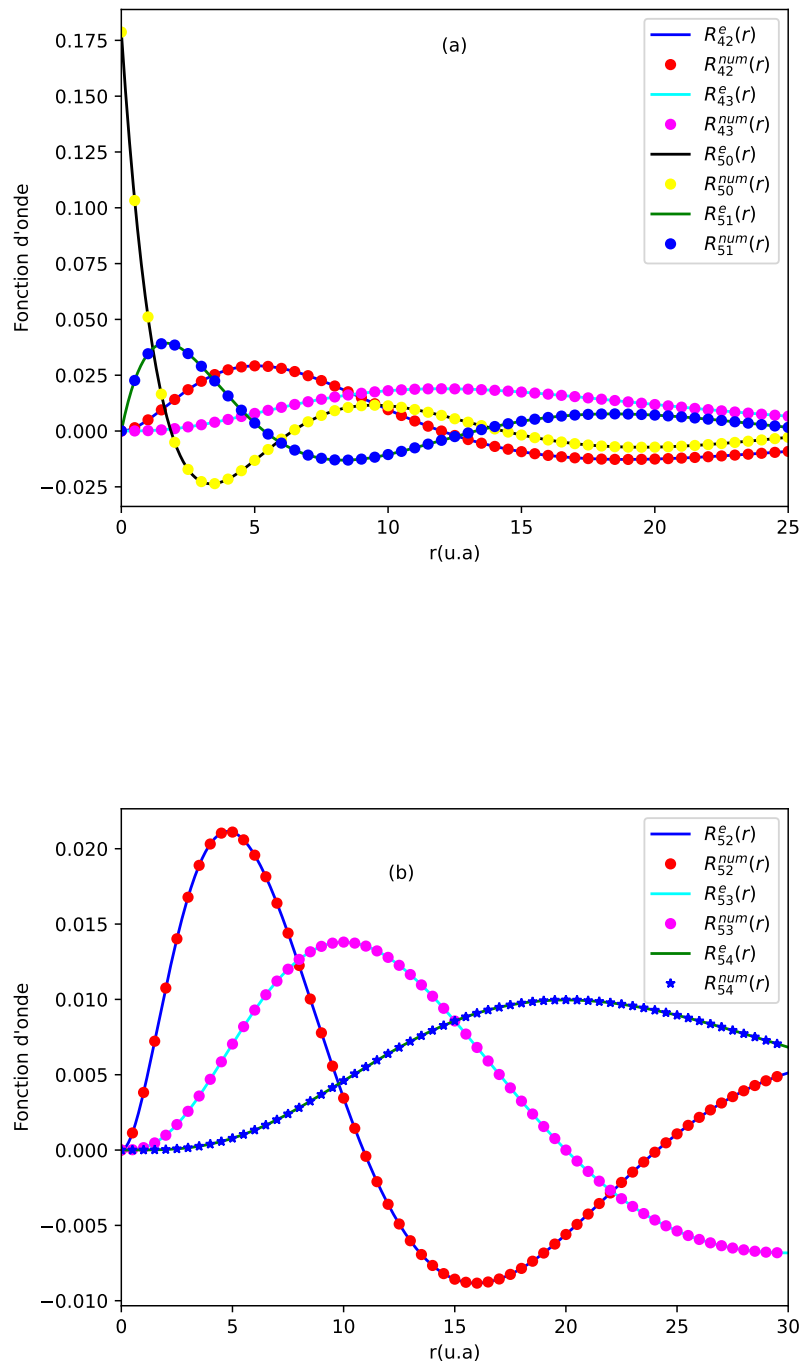 (a)
R^e_42(r)
R^num_42(r)
R^e_43(r)
R^num_43(r)
R^e_50(r)
R^num_50(r)
R^e_51(r)
R^num_51(r)
0.175
0.150
0.125
0.100
0.075
0.050
0.025
0.000
−0.025
Fonction d'onde
0 5 10 15 20 25
r(u.a)
(b)
R^e_52(r)
R^num_52(r)
R^e_53(r)
R^num_53(r)
R^e_54(r)
R^num_54(r)
0.020
0.015
0.010
0.005
0.000
−0.005
−0.010
Fonction d'onde
0 5 10 15 20 25 30
r(u.a)